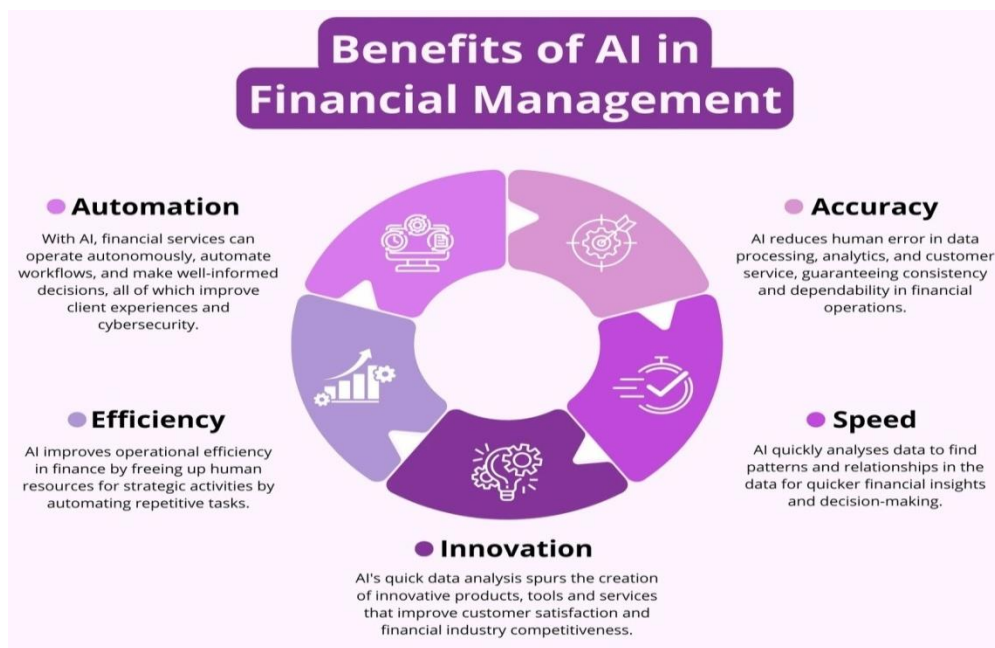 Benefits of AI in
Financial Management
Automation
With AI, financial services can
operate autonomously, automate
workflows, and make well-informed
decisions, all of which improve
client experiences and
cybersecurity.
Accuracy
AI reduces human error in data
processing, analytics, and customer
service, guaranteeing consistency
and dependability in financial
operations.
Efficiency
AI improves operational efficiency
in finance by freeing up human
resources for strategic activities by
automating repetitive tasks.
Speed
AI quickly analyses data to find
patterns and relationships in the
data for quicker financial insights
and decision-making.
Innovation
AI's quick data analysis spurs the creation
of innovative products, tools and services
that improve customer satisfaction and
financial industry competitiveness.